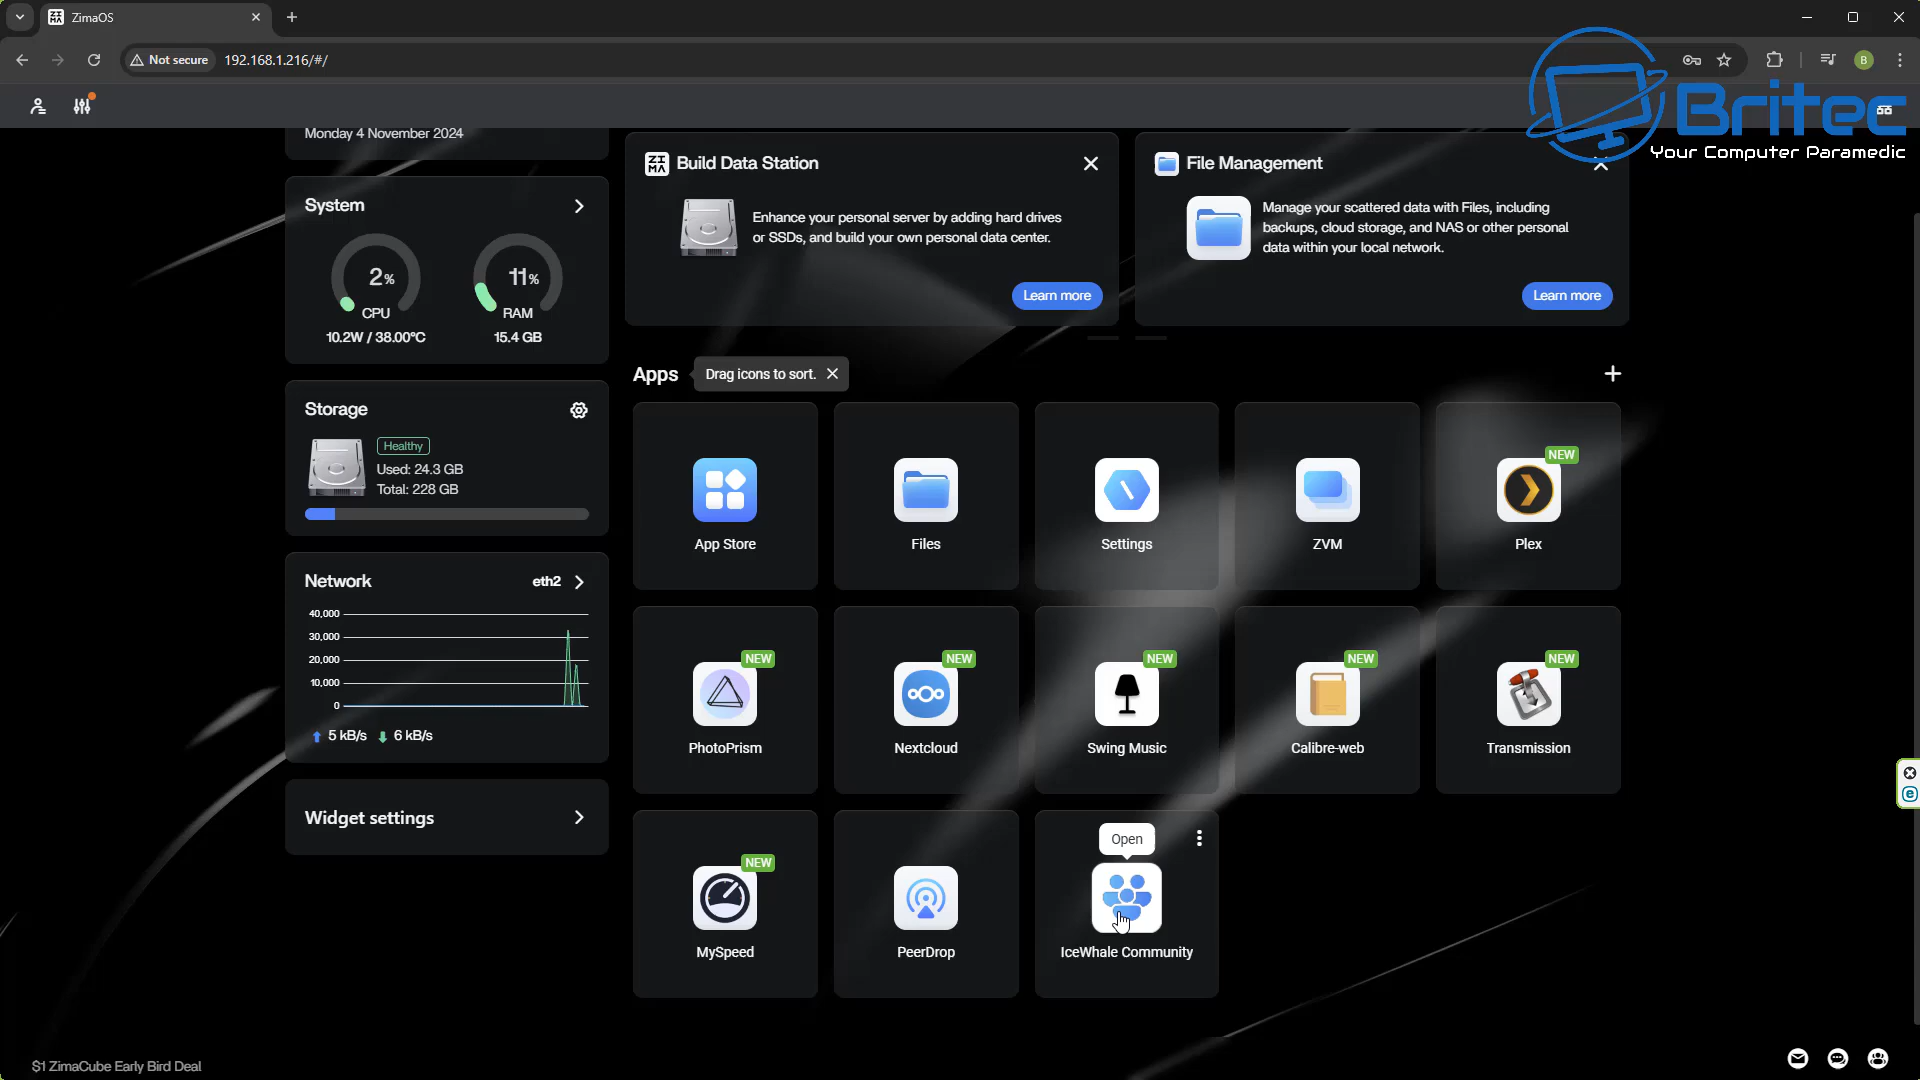 ZimaOS
Not secure
192.168.1.216/#/
B
Britec
Your Computer Paramedic
Monday 4 November 2024
System
2%
CPU
10.2W / 38.00°C
11%
RAM
15.4 GB
Storage
Healthy
Used: 24.3 GB
Total: 228 GB
Network
eth2
40,000
30,000
20,000
10,000
0
5 kB/s
6 kB/s
Widget settings
ZIMA
Build Data Station
Enhance your personal server by adding hard drives
or SSDs, and build your own personal data center.
Learn more
File Management
Manage your scattered data with Files, including
backups, cloud storage, and NAS or other personal
data within your local network.
Learn more
Apps
Drag icons to sort.
App Store
Files
Settings
ZVM
NEW
Plex
NEW
PhotoPrism
NEW
Nextcloud
NEW
Swing Music
NEW
Calibre-web
NEW
Transmission
NEW
MySpeed
PeerDrop
Open
IceWhale Community
$1 ZimaCube Early Bird Deal